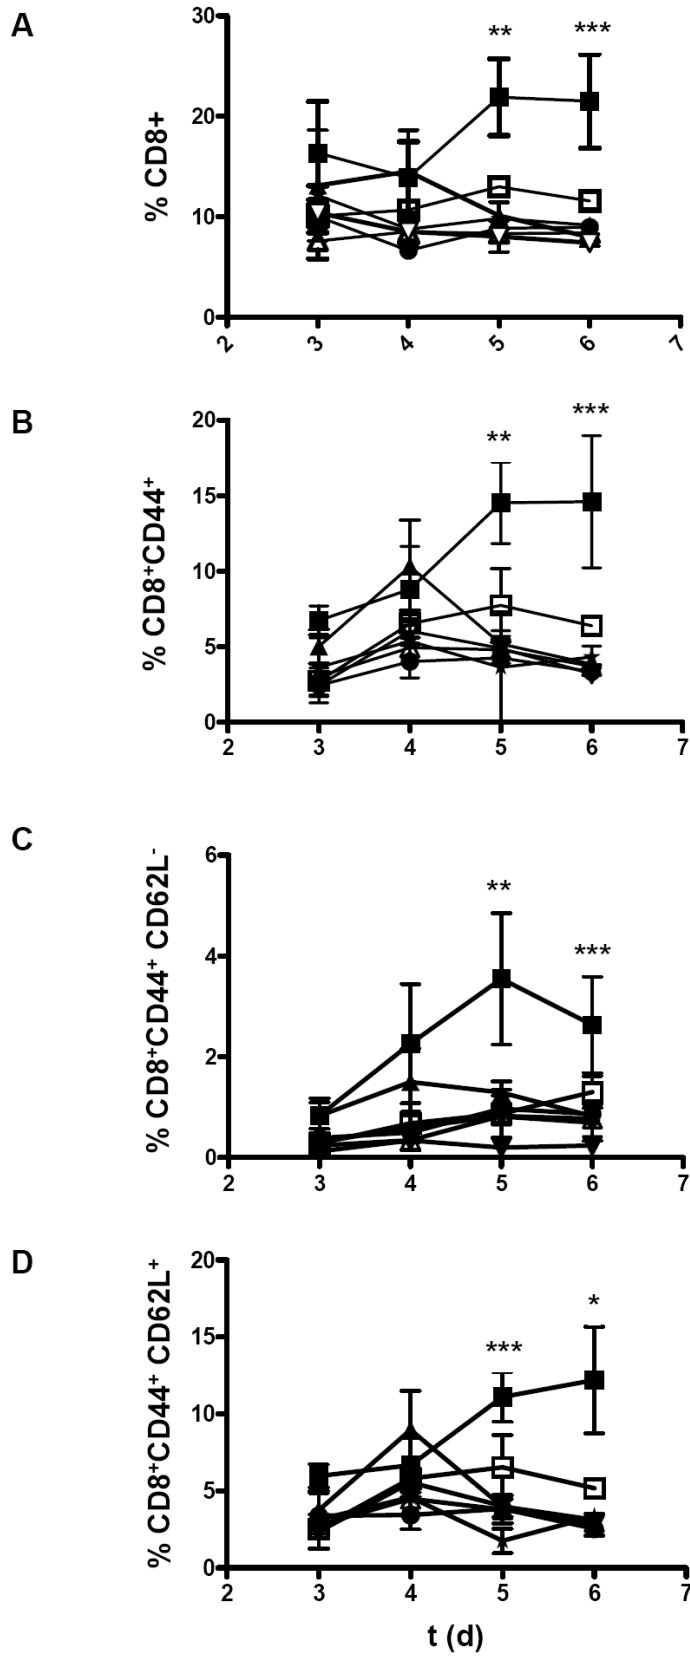 A
% CD8+
30
20
10
0
** ***
2 3 4 5 6 7
B
% CD8⁺CD44⁺
20
15
10
5
0
** ***
2 3 4 5 6 7
C
% CD8⁺CD44⁺ CD62L⁻
6
4
2
0
** ***
2 3 4 5 6 7
D
% CD8⁺CD44⁺ CD62L⁺
20
15
10
5
0
*** *
2 3 4 5 6 7
t (d)